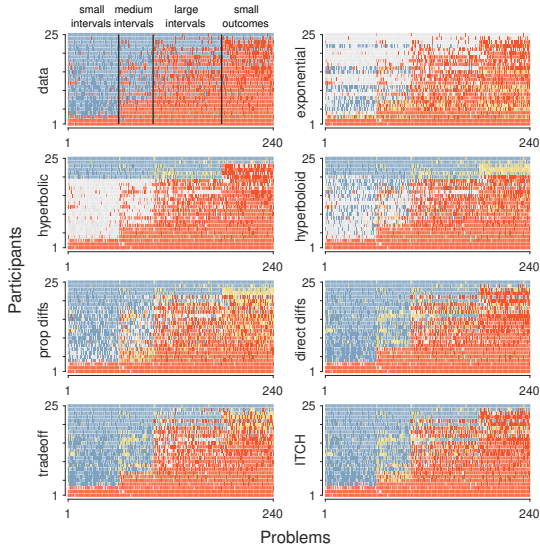 small medium large small
intervals intervals intervals outcomes
25
data
1
1 240
25
exponential
1
1 240
25
hyperbolic
1
1 240
25
hyperboloid
1
1 240
25
prop diffs
1
1 240
25
direct diffs
1
1 240
25
tradeoff
1
1 240
25
ITCH
1
1 240
Participants
Problems